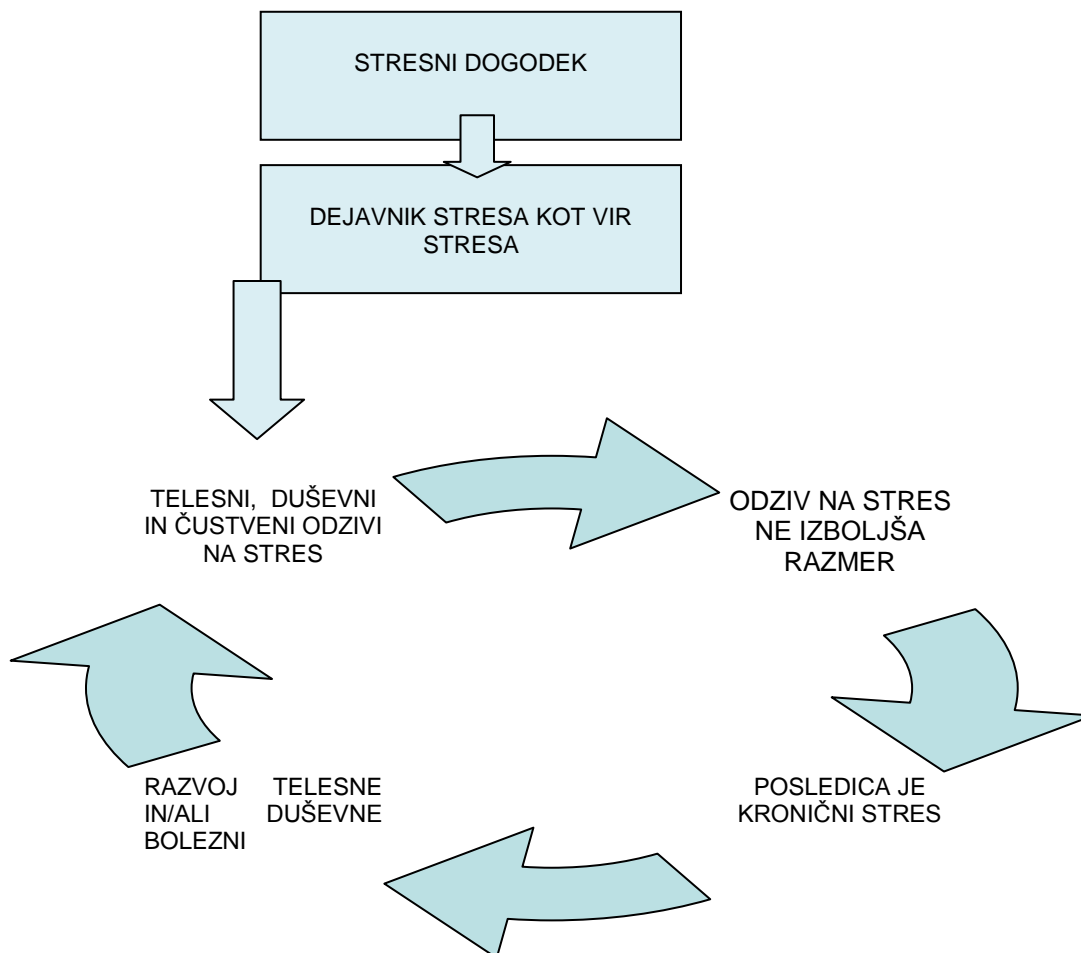 STRESNI DOGODEK
DEJAVNIK STRESA KOT VIR
STRESA
TELESNI, DUŠEVNI
IN ČUSTVENI ODZIVI
NA STRES
ODZIV NA STRES
NE IZBOLJŠA
RAZMER
RAZVOJ TELESNE
IN/ALI DUŠEVNE
BOLEZNI
POSLEDICA JE
KRONIČNI STRES